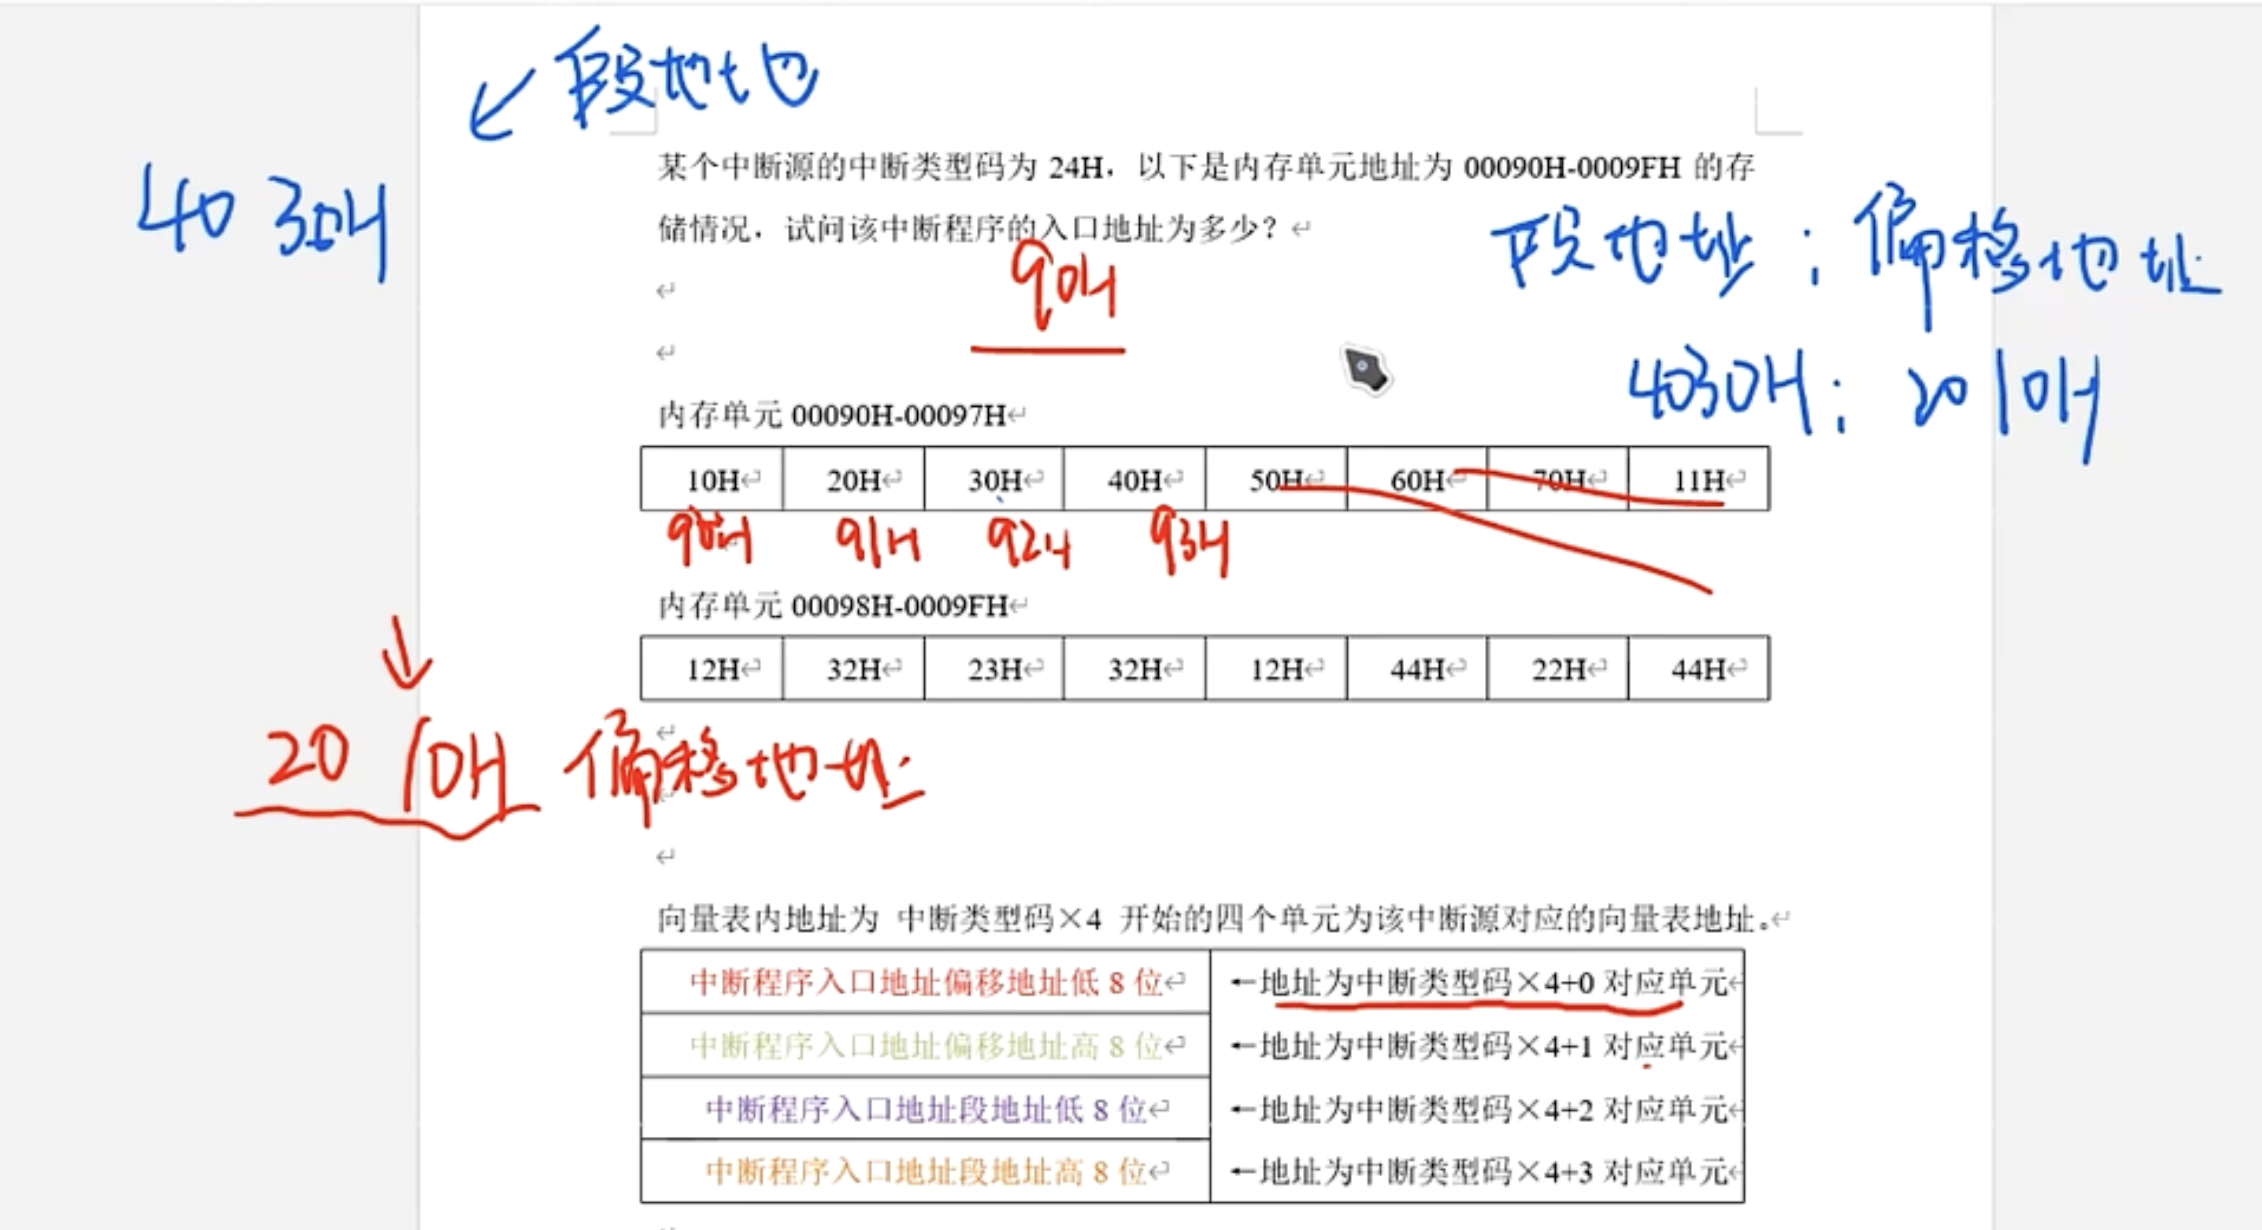 段地址
40 30H
某个中断源的中断类型码为 24H，以下是内存单元地址为 00090H-0009FH 的存
储情况，试问该中断程序的入口地址为多少？
90H
段地址：偏移地址
4030H：2010H
内存单元 00090H-00097H
10H 20H 30H 40H 50H 60H 70H 11H
90H 91H 92H 93H
内存单元 00098H-0009FH
12H 32H 23H 32H 12H 44H 22H 44H
20 10H 偏移地址
向量表内地址为 中断类型码×4 开始的四个单元为该中断源对应的向量表地址。
中断程序入口地址偏移地址低 8 位 ←地址为中断类型码×4+0 对应单元
中断程序入口地址偏移地址高 8 位 ←地址为中断类型码×4+1 对应单元
中断程序入口地址段地址低 8 位 ←地址为中断类型码×4+2 对应单元
中断程序入口地址段地址高 8 位 ←地址为中断类型码×4+3 对应单元